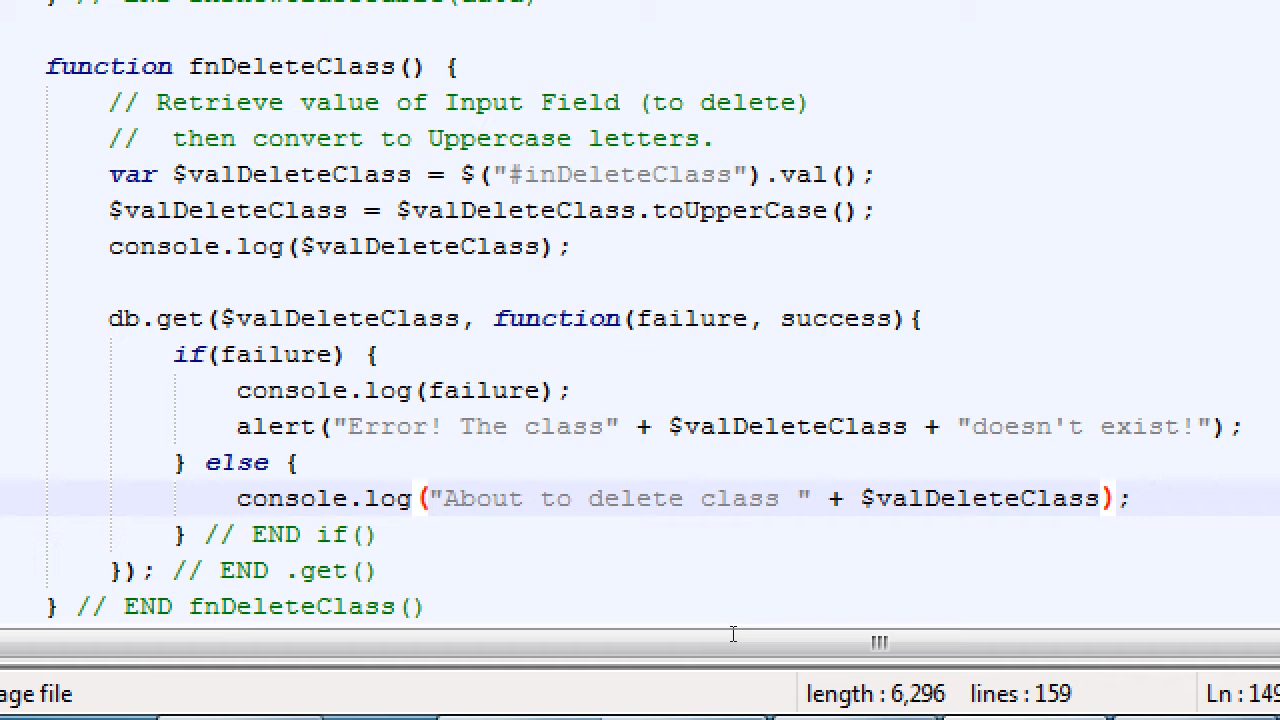 function fnDeleteClass() {
// Retrieve value of Input Field (to delete)
//  then convert to Uppercase letters.
var $valDeleteClass = $("#inDeleteClass").val();
$valDeleteClass = $valDeleteClass.toUpperCase();
console.log($valDeleteClass);
db.get($valDeleteClass, function(failure, success){
if(failure) {
console.log(failure);
alert("Error! The class" + $valDeleteClass + "doesn't exist!");
} else {
console.log("About to delete class " + $valDeleteClass);
} // END if()
}); // END .get()
} // END fnDeleteClass()
age file length : 6,296 lines : 159 Ln : 149